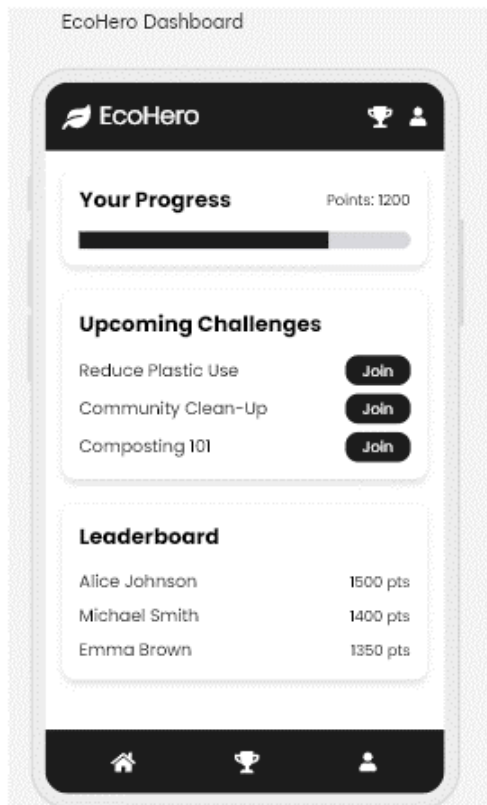 EcoHero Dashboard
EcoHero
Your Progress Points: 1200
Upcoming Challenges
Reduce Plastic Use Join
Community Clean-Up Join
Composting 101 Join
Leaderboard
Alice Johnson 1500 pts
Michael Smith 1400 pts
Emma Brown 1350 pts